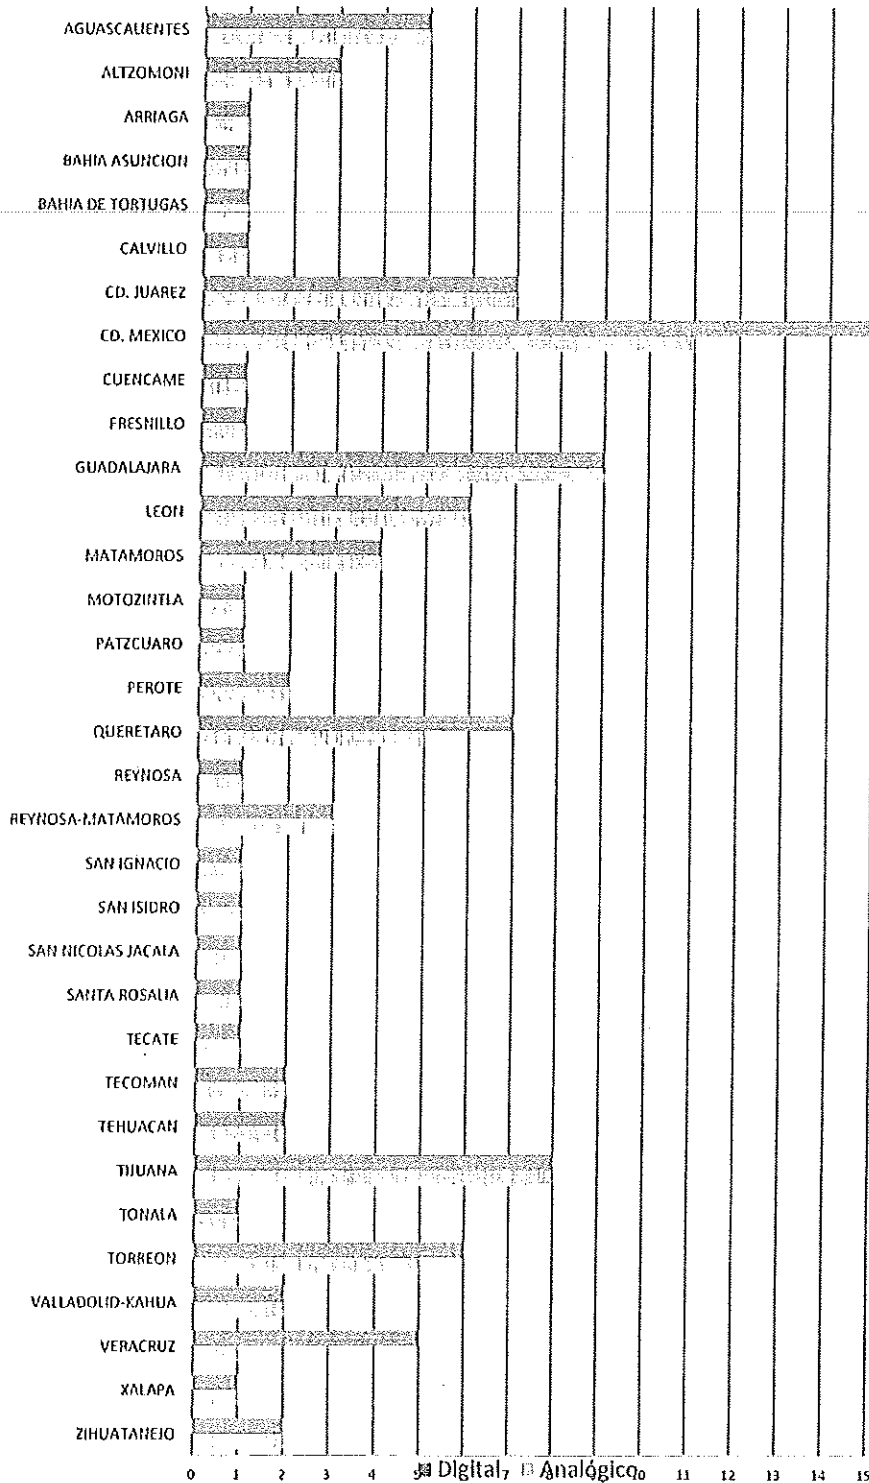 AGUASCALIENTES
ALTZOMONI
ARRIAGA
BAHIA ASUNCION
BAHIA DE TORTUGAS
CALVILLO
CD. JUAREZ
CD. MEXICO
CUENCAME
FRESNILLO
GUADALAJARA
LEON
MATAMOROS
MOTOZINTLA
PATZCUARO
PEROTE
QUERETARO
REYNOSA
REYNOSA-MATAMOROS
SAN IGNACIO
SAN ISIDRO
SAN NICOLAS JACALA
SANTA ROSALIA
TECATE
TECOMAN
TEHUACAN
TIJUANA
TONALA
TORREON
VALLADOLID-KAHUA
VERACRUZ
XALAPA
ZIHUATANEJO
0 1 2 3 4 5 Digital 7 Analógico 10 11 12 13 14 15